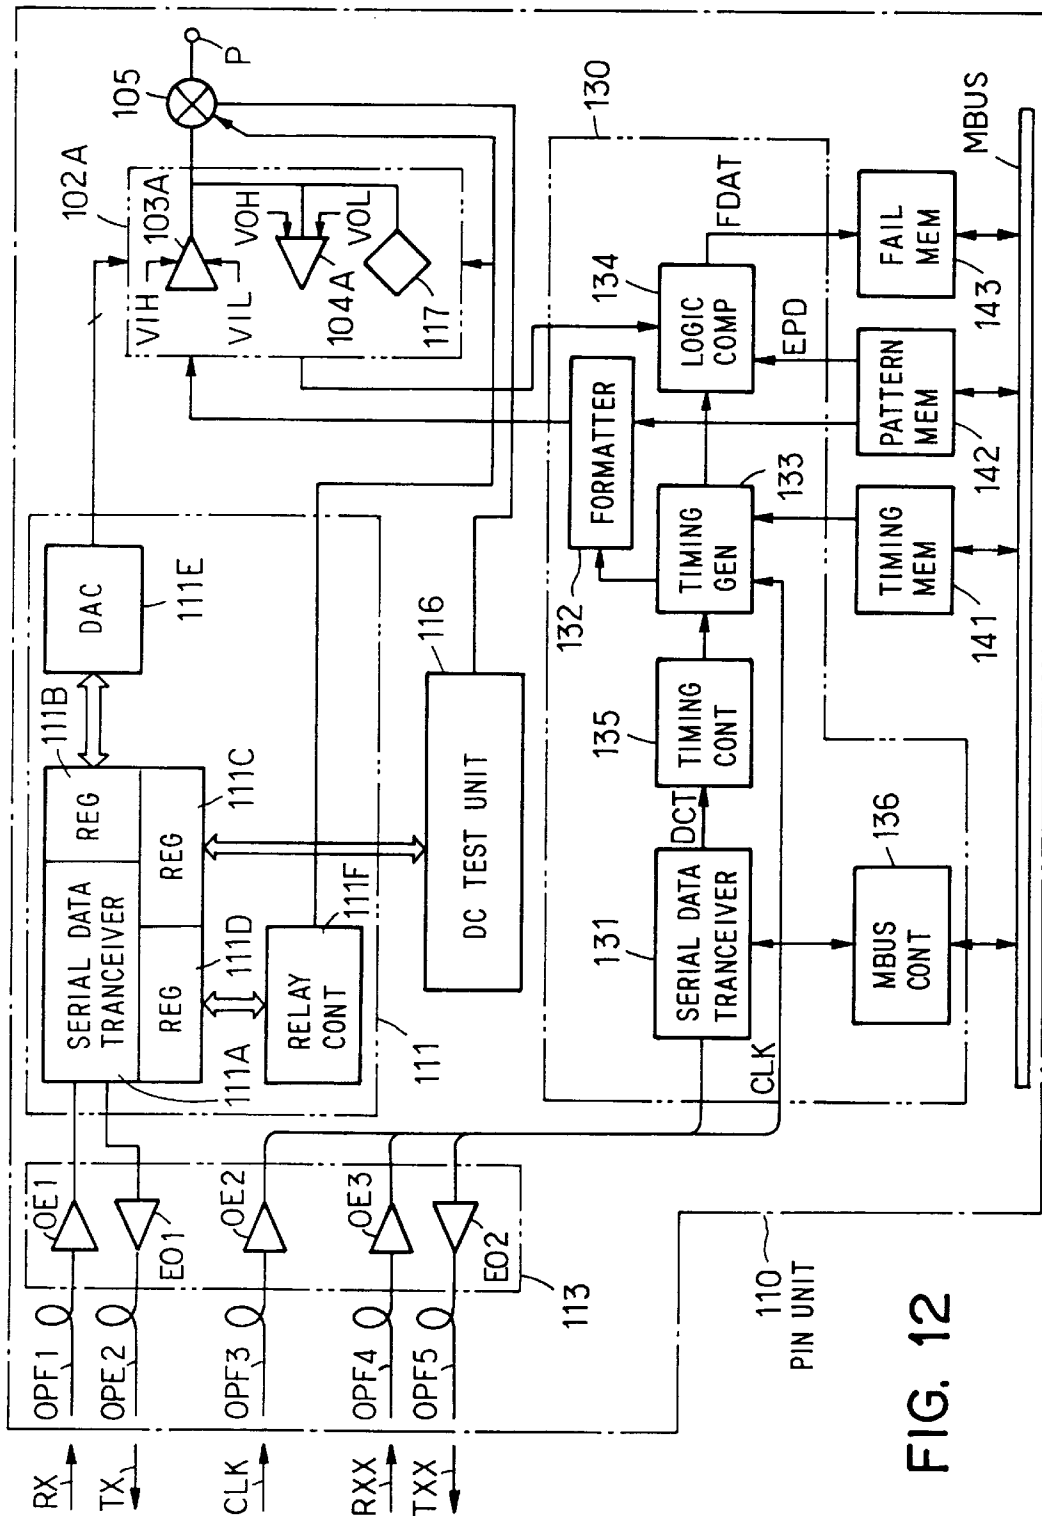 RX
TX
CLK
RXX
TXX
OPF1
OPE2
OPF3
OPF4
OPF5
OE1
EO1
OE2
OE3
EO2
113
SERIAL DATA
TRANCEIVER
111A
REG
111B
REG
111C
REG
111D
DAC
111E
RELAY
CONT
111F
111
DC TEST UNIT
116
102A
VIH
103A
VIL
VOH
VOL
104A
117
105
P
130
SERIAL DATA
TRANCEIVER
131
DCT
CLK
TIMING
CONT
135
TIMING
GEN
133
FORMATTER
132
LOGIC
COMP
134
FDAT
EPD
MBUS
CONT
136
TIMING
MEM
141
PATTERN
MEM
142
FAIL
MEM
143
MBUS
110
PIN UNIT
FIG. 12